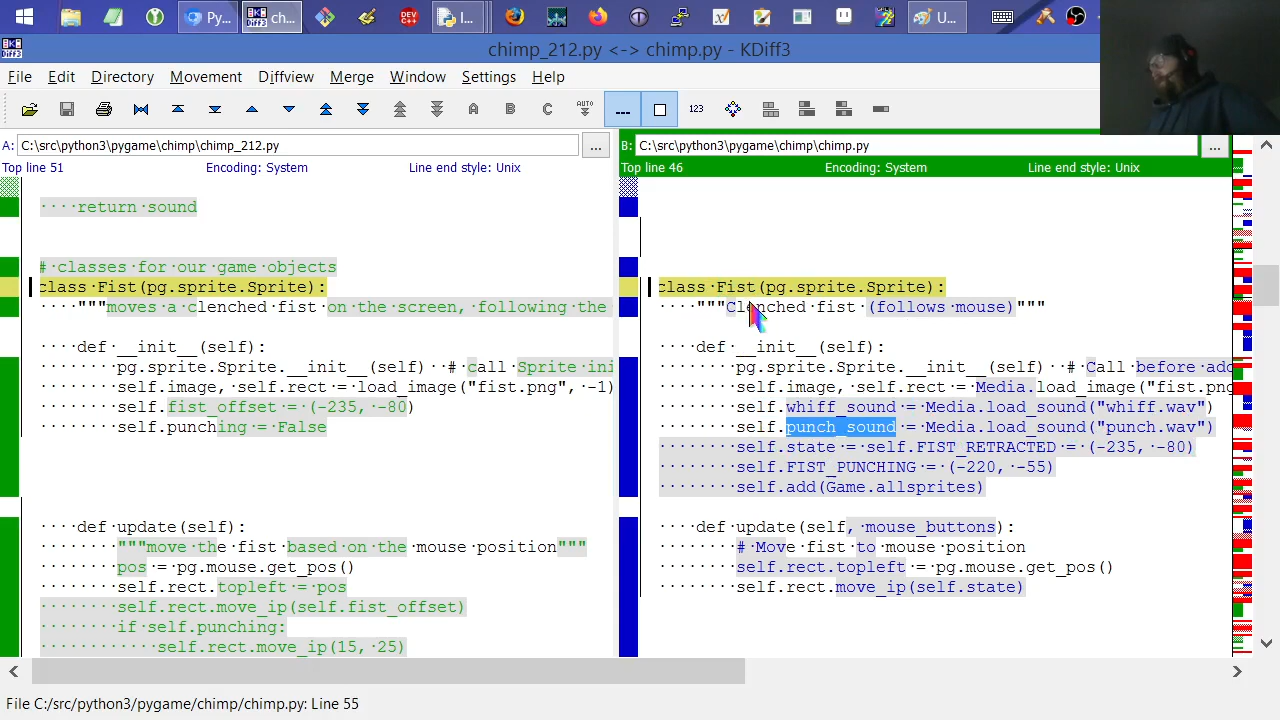 Py...
ch...
DEV C++
I...
U...
chimp_212.py <-> chimp.py - KDiff3
File Edit Directory Movement Diffview Merge Window Settings Help
A B C AUTO 123
A: C:\src\python3\pygame\chimp\chimp_212.py ...
Top line 51 Encoding: System Line end style: Unix
····return·sound
#·classes·for·our·game·objects
class·Fist(pg.sprite.Sprite):
····"""moves·a·clenched·fist·on·the·screen,·following·the
····def·__init__(self):
········pg.sprite.Sprite.__init__(self)··#·call·Sprite·ini
········self.image,·self.rect·=·load_image("fist.png",·-1)
········self.fist_offset·=·(-235,·-80)
········self.punching·=·False
····def·update(self):
········"""move·the·fist·based·on·the·mouse·position"""
········pos·=·pg.mouse.get_pos()
········self.rect.topleft·=·pos
········self.rect.move_ip(self.fist_offset)
········if·self.punching:
············self.rect.move_ip(15,·25)
B: C:\src\python3\pygame\chimp\chimp.py ...
Top line 46 Encoding: System Line end style: Unix
class·Fist(pg.sprite.Sprite):
····"""Clenched·fist·(follows·mouse)"""
····def·__init__(self):
········pg.sprite.Sprite.__init__(self)··#·Call·before·add
········self.image,·self.rect·=·Media.load_image("fist.png
········self.whiff_sound·=·Media.load_sound("whiff.wav")
········self.punch_sound·=·Media.load_sound("punch.wav")
········self.state·=·self.FIST_RETRACTED·=·(-235,·-80)
········self.FIST_PUNCHING·=·(-220,·-55)
········self.add(Game.allsprites)
····def·update(self,·mouse_buttons):
········#·Move·fist·to·mouse·position
········self.rect.topleft·=·pg.mouse.get_pos()
········self.rect.move_ip(self.state)
File C:/src/python3/pygame/chimp/chimp.py: Line 55